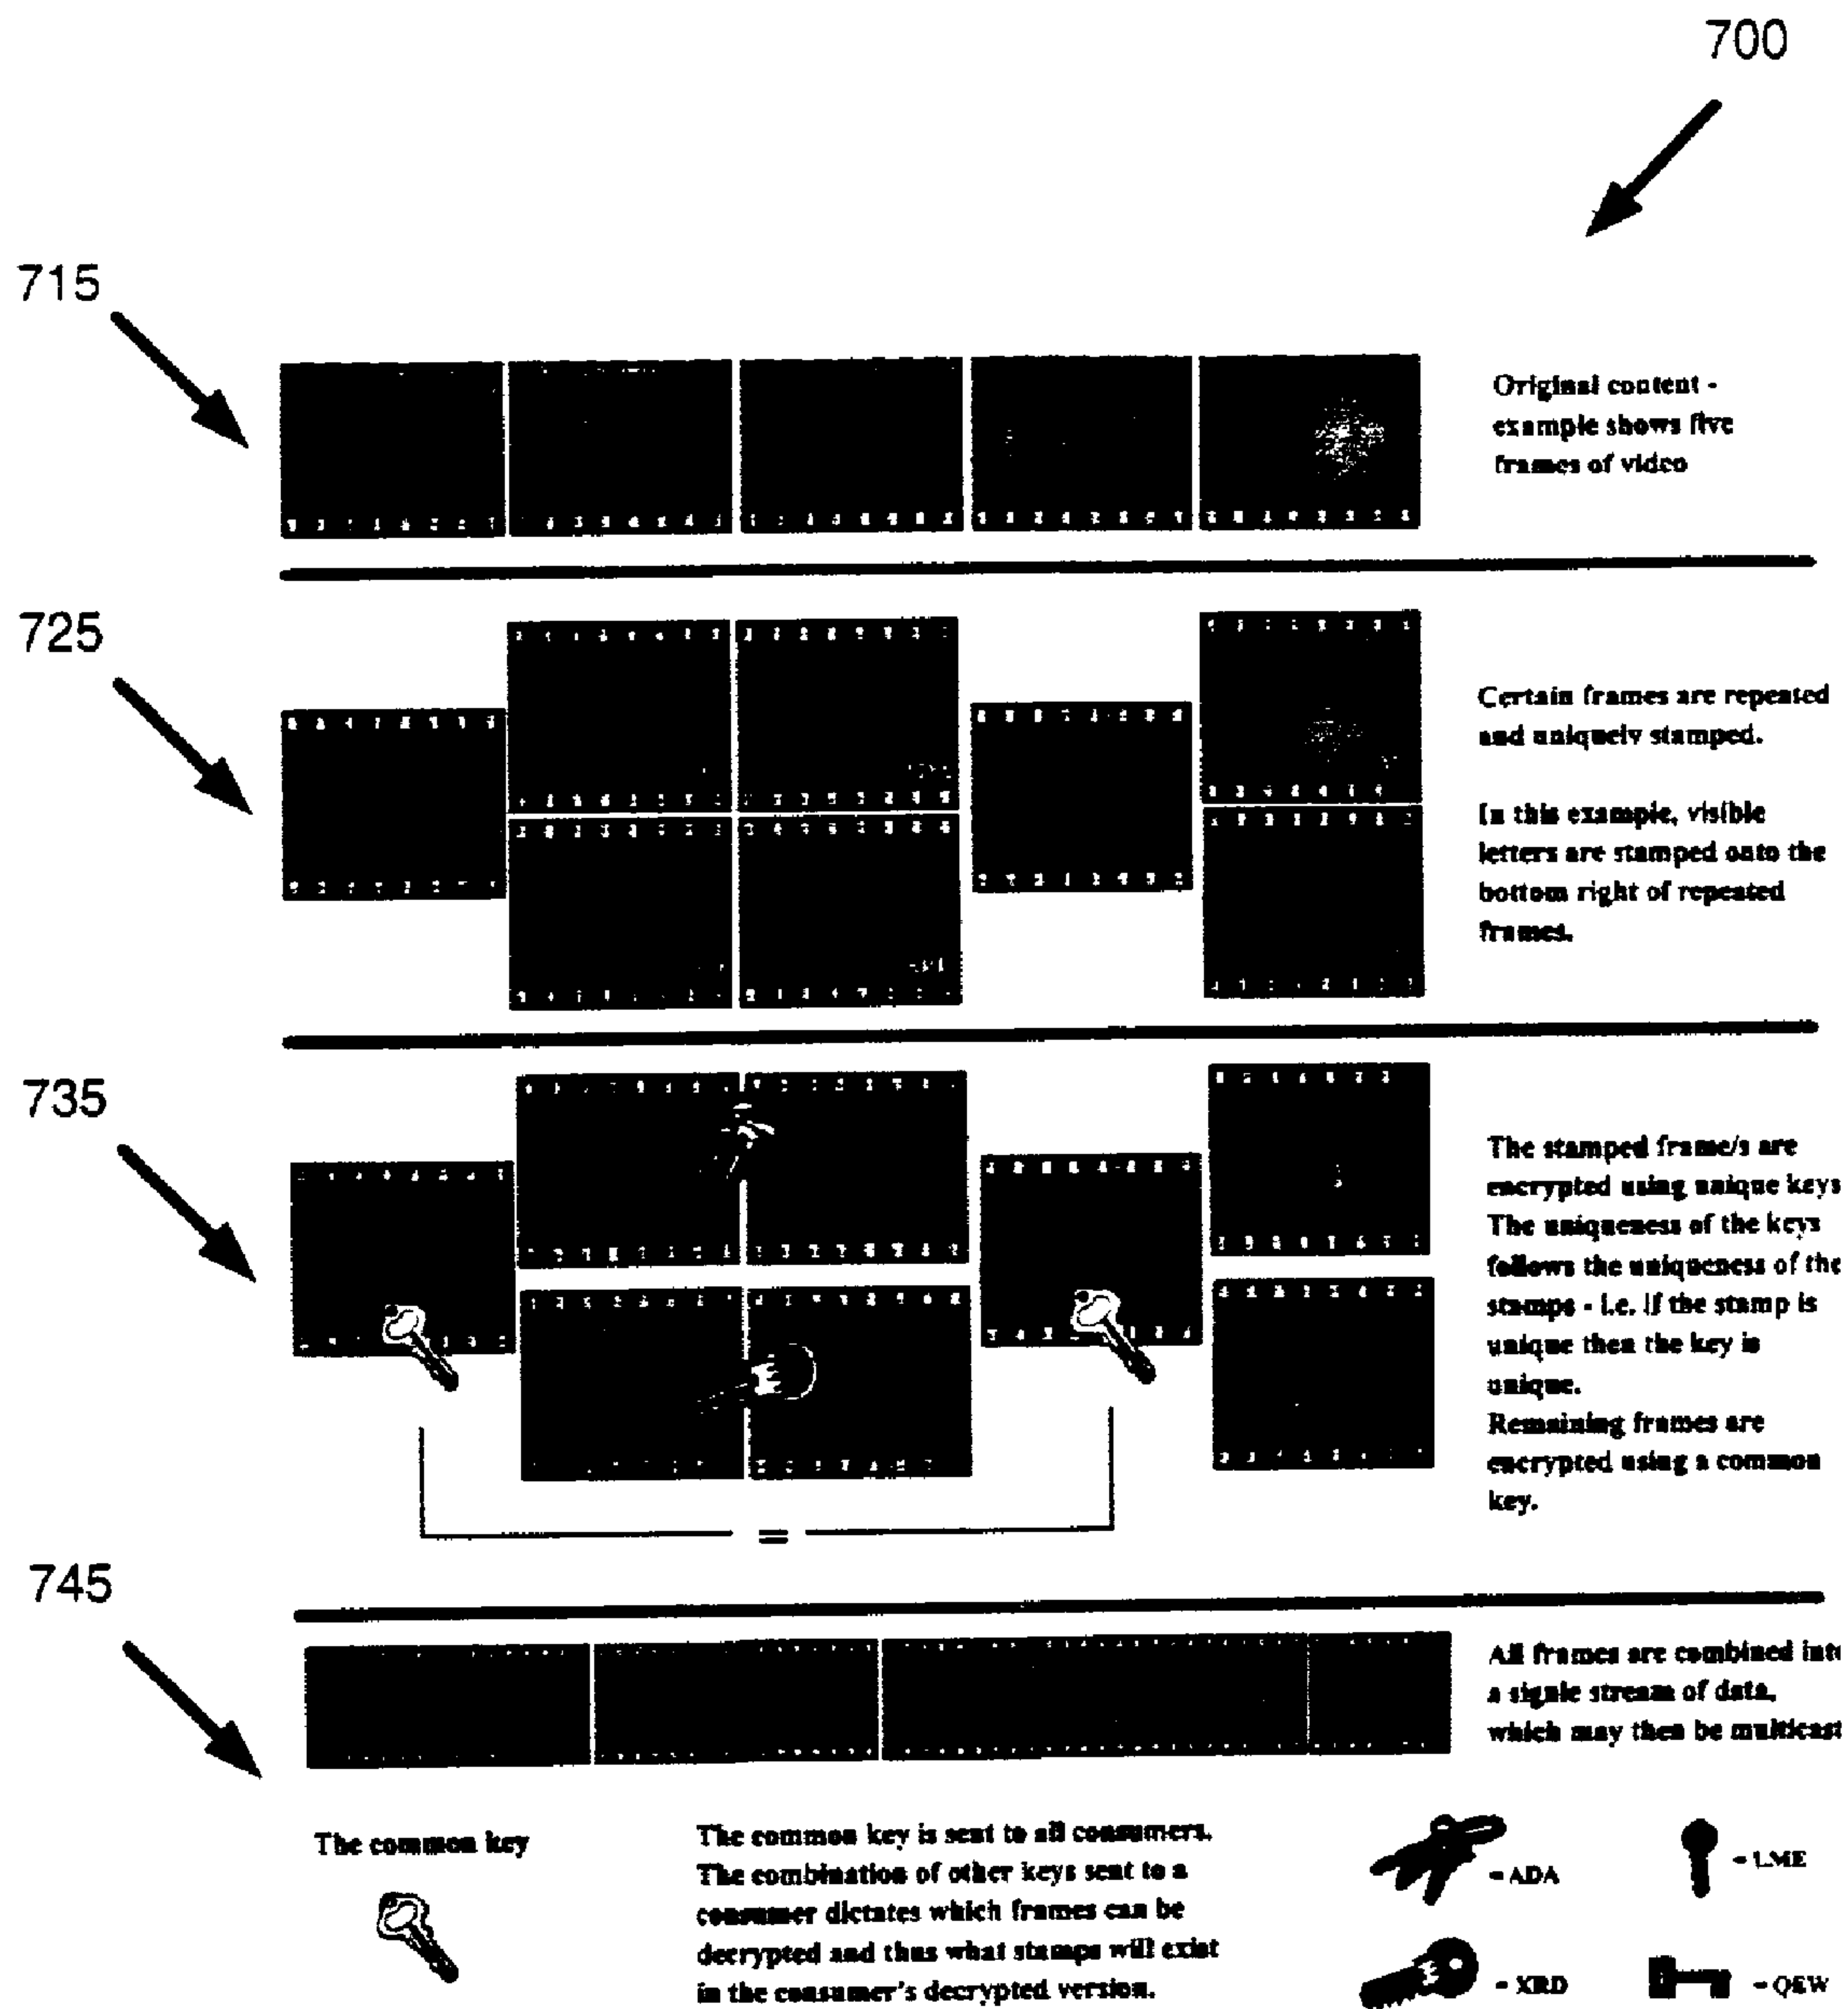 700
715
Original content -
example shows five
frames of video
725
Certain frames are repeated
and uniquely stamped.
In this example, visible
letters are stamped onto the
bottom right of repeated
frames.
735
The stamped frame/s are
encrypted using unique keys
The uniqueness of the keys
follows the uniqueness of the
stamps - i.e. if the stamp is
unique then the key is
unique.
Remaining frames are
encrypted using a common
key.
=
745
All frames are combined into
a signle stream of data,
which may then be multicast
The common key
The common key is sent to all consumers.
The combination of other keys sent to a
consumer dictates which frames can be
decrypted and thus what stamps will exist
in the consumer's decrypted version.
= ADA
= LME
= XRD
= QEW